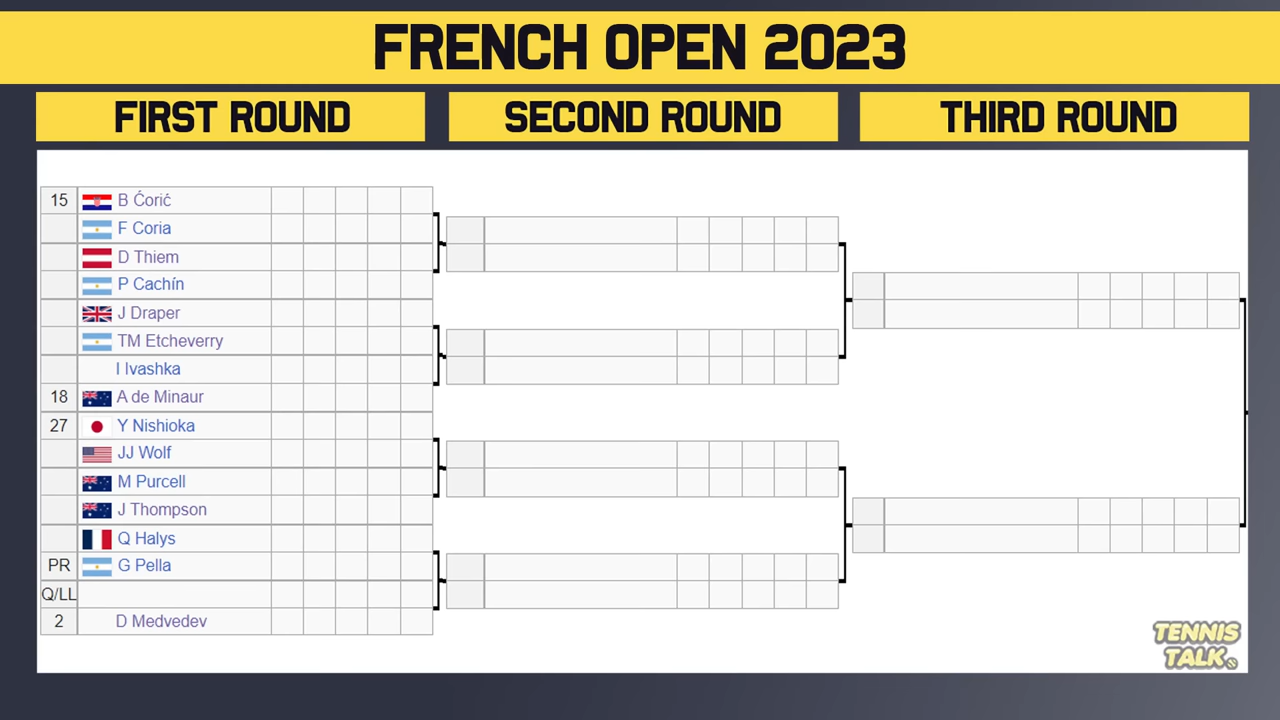 FRENCH OPEN 2023
FIRST ROUND
SECOND ROUND
THIRD ROUND
15 B Ćorić
F Coria
D Thiem
P Cachín
J Draper
TM Etcheverry
I Ivashka
18 A de Minaur
27 Y Nishioka
JJ Wolf
M Purcell
J Thompson
Q Halys
PR G Pella
Q/LL
2 D Medvedev
TENNIS
TALK